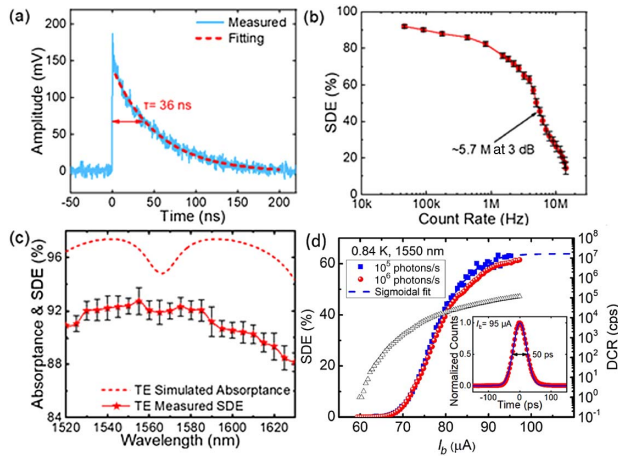 (a)
Measured
Fitting
τ= 36 ns
Amplitude (mV)
200
150
100
50
0
-50
0
50
100
150
200
Time (ns)
(b)
SDE (%)
100
80
60
40
20
0
~5.7 M at 3 dB
10k
100k
1M
10M
Count Rate (Hz)
(c)
Absorptance & SDE (%)
96
92
88
84
TE Simulated Absorptance
TE Measured SDE
1520
1540
1560
1580
1600
1620
Wavelength (nm)
(d)
0.84 K, 1550 nm
10⁵ photons/s
10⁶ photons/s
Sigmoidal fit
SDE (%)
60
40
20
0
60
70
80
90
100
110
I_b (μA)
10⁸
10⁷
10⁶
10⁵
10⁴
10³
10²
10¹
10⁰
10⁻¹
DCR (cps)
Normalized Counts
1.0
0.5
0.0
I_b= 95 μA
50 ps
-100
0
100
Time (ps)